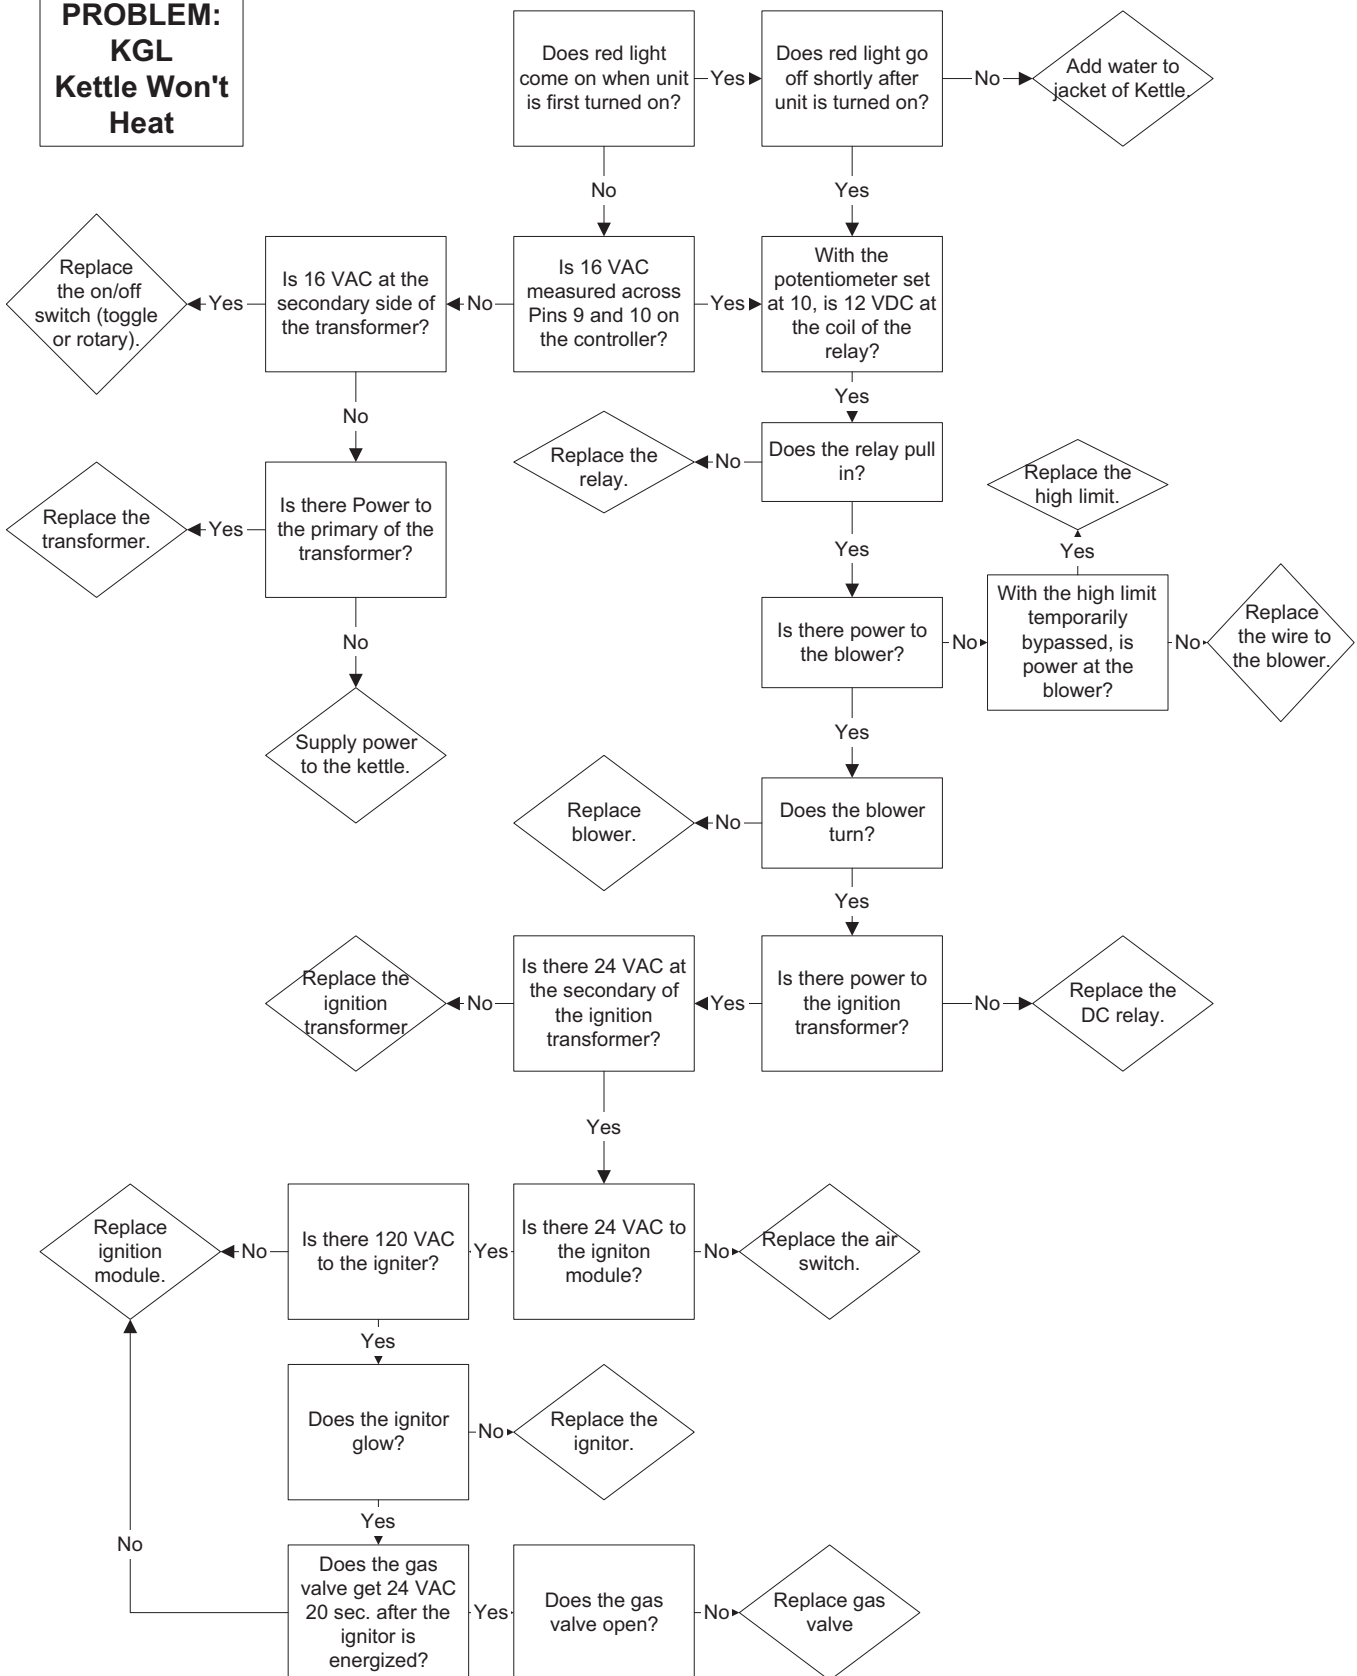 PROBLEM:
KGL
Kettle Won't
Heat
Does red light
come on when unit
is first turned on?
Yes
Does red light go
off shortly after
unit is turned on?
No
Add water to
jacket of Kettle.
No
Yes
Replace
the on/off
switch (toggle
or rotary).
Yes
Is 16 VAC at the
secondary side of
the transformer?
No
Is 16 VAC
measured across
Pins 9 and 10 on
the controller?
Yes
With the
potentiometer set
at 10, is 12 VDC at
the coil of the
relay?
No
Yes
Replace the
relay.
No
Does the relay pull
in?
Replace the
high limit.
Replace the
transformer.
Yes
Is there Power to
the primary of the
transformer?
Yes
Yes
No
Is there power to
the blower?
No
With the high limit
temporarily
bypassed, is
power at the
blower?
No
Replace
the wire to
the blower.
Supply power
to the kettle.
Yes
Replace
blower.
No
Does the blower
turn?
Yes
Replace the
ignition
transformer
No
Is there 24 VAC at
the secondary of
the ignition
transformer?
Yes
Is there power to
the ignition
transformer?
No
Replace the
DC relay.
Yes
Replace
ignition
module.
No
Is there 120 VAC
to the igniter?
Yes
Is there 24 VAC to
the igniton
module?
No
Replace the air
switch.
Yes
Does the ignitor
glow?
No
Replace the
ignitor.
Yes
No
Does the gas
valve get 24 VAC
20 sec. after the
ignitor is
energized?
Yes
Does the gas
valve open?
No
Replace gas
valve